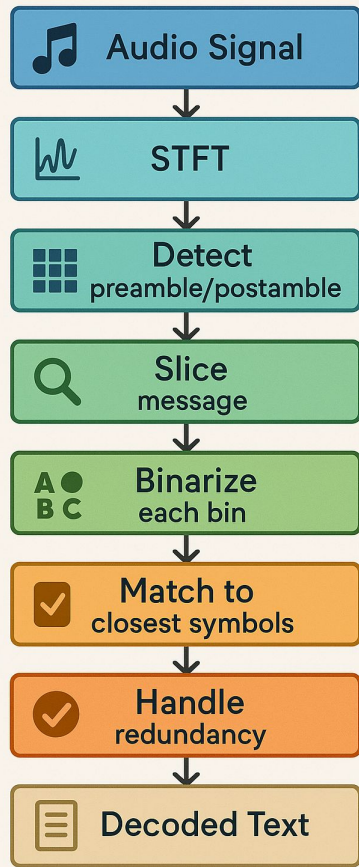 Audio Signal
STFT
Detect
preamble/postamble
Slice
message
A
B C
Binarize
each bin
Match to
closest symbols
Handle
redundancy
Decoded Text